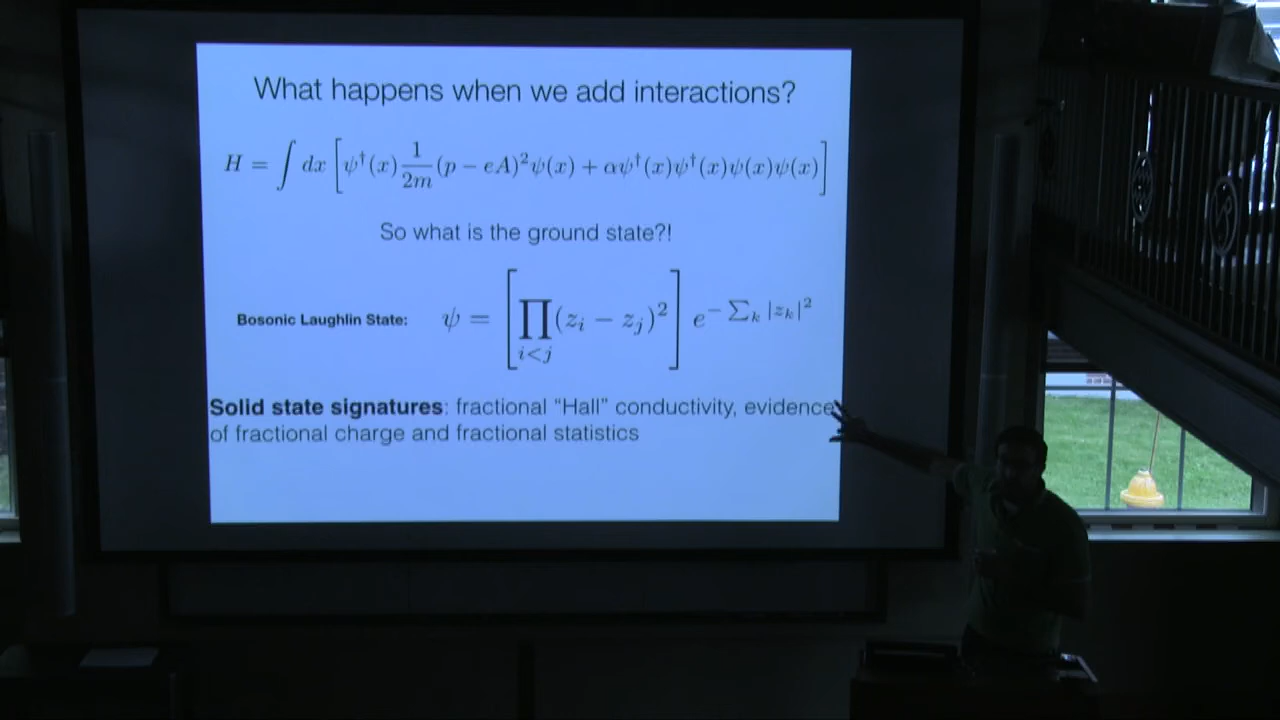 What happens when we add interactions?
H = ∫ dx [ψ†(x) 1/2m (p − eA)²ψ(x) + αψ†(x)ψ†(x)ψ(x)ψ(x)]
So what is the ground state?!
Bosonic Laughlin State: ψ = [∏_{i<j} (z_i − z_j)²] e^{−∑_k |z_k|²}
Solid state signatures: fractional “Hall” conductivity, evidence
of fractional charge and fractional statistics